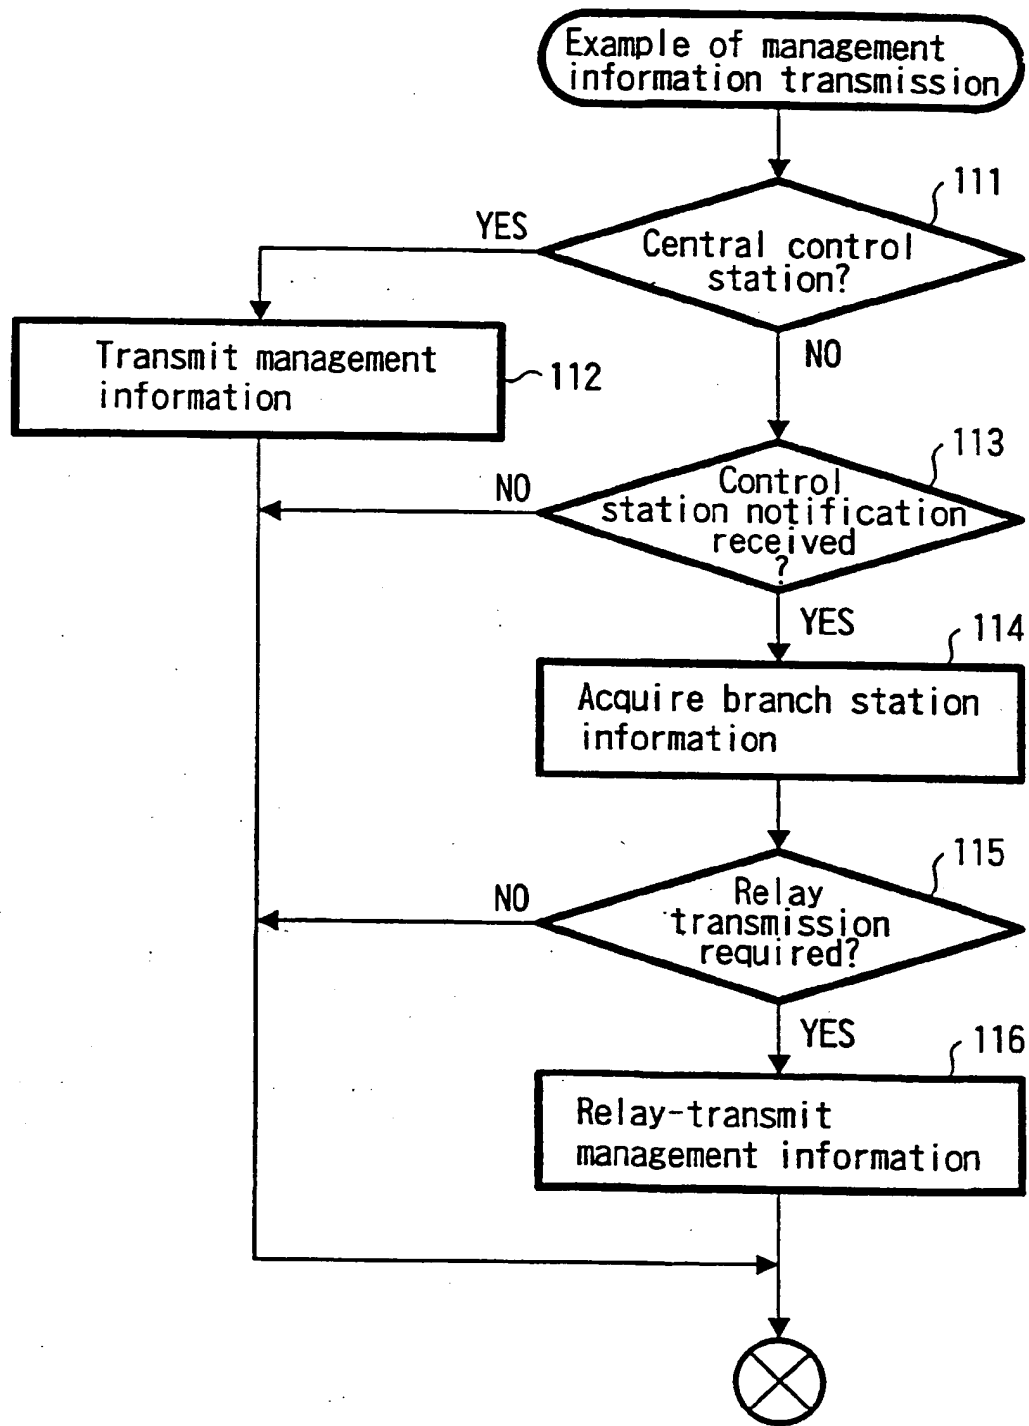 Example of management
information transmission
111
YES
Central control
station?
NO
Transmit management
information
112
113
NO
Control
station notification
received
?
YES
114
Acquire branch station
information
115
NO
Relay
transmission
required?
YES
116
Relay-transmit
management information